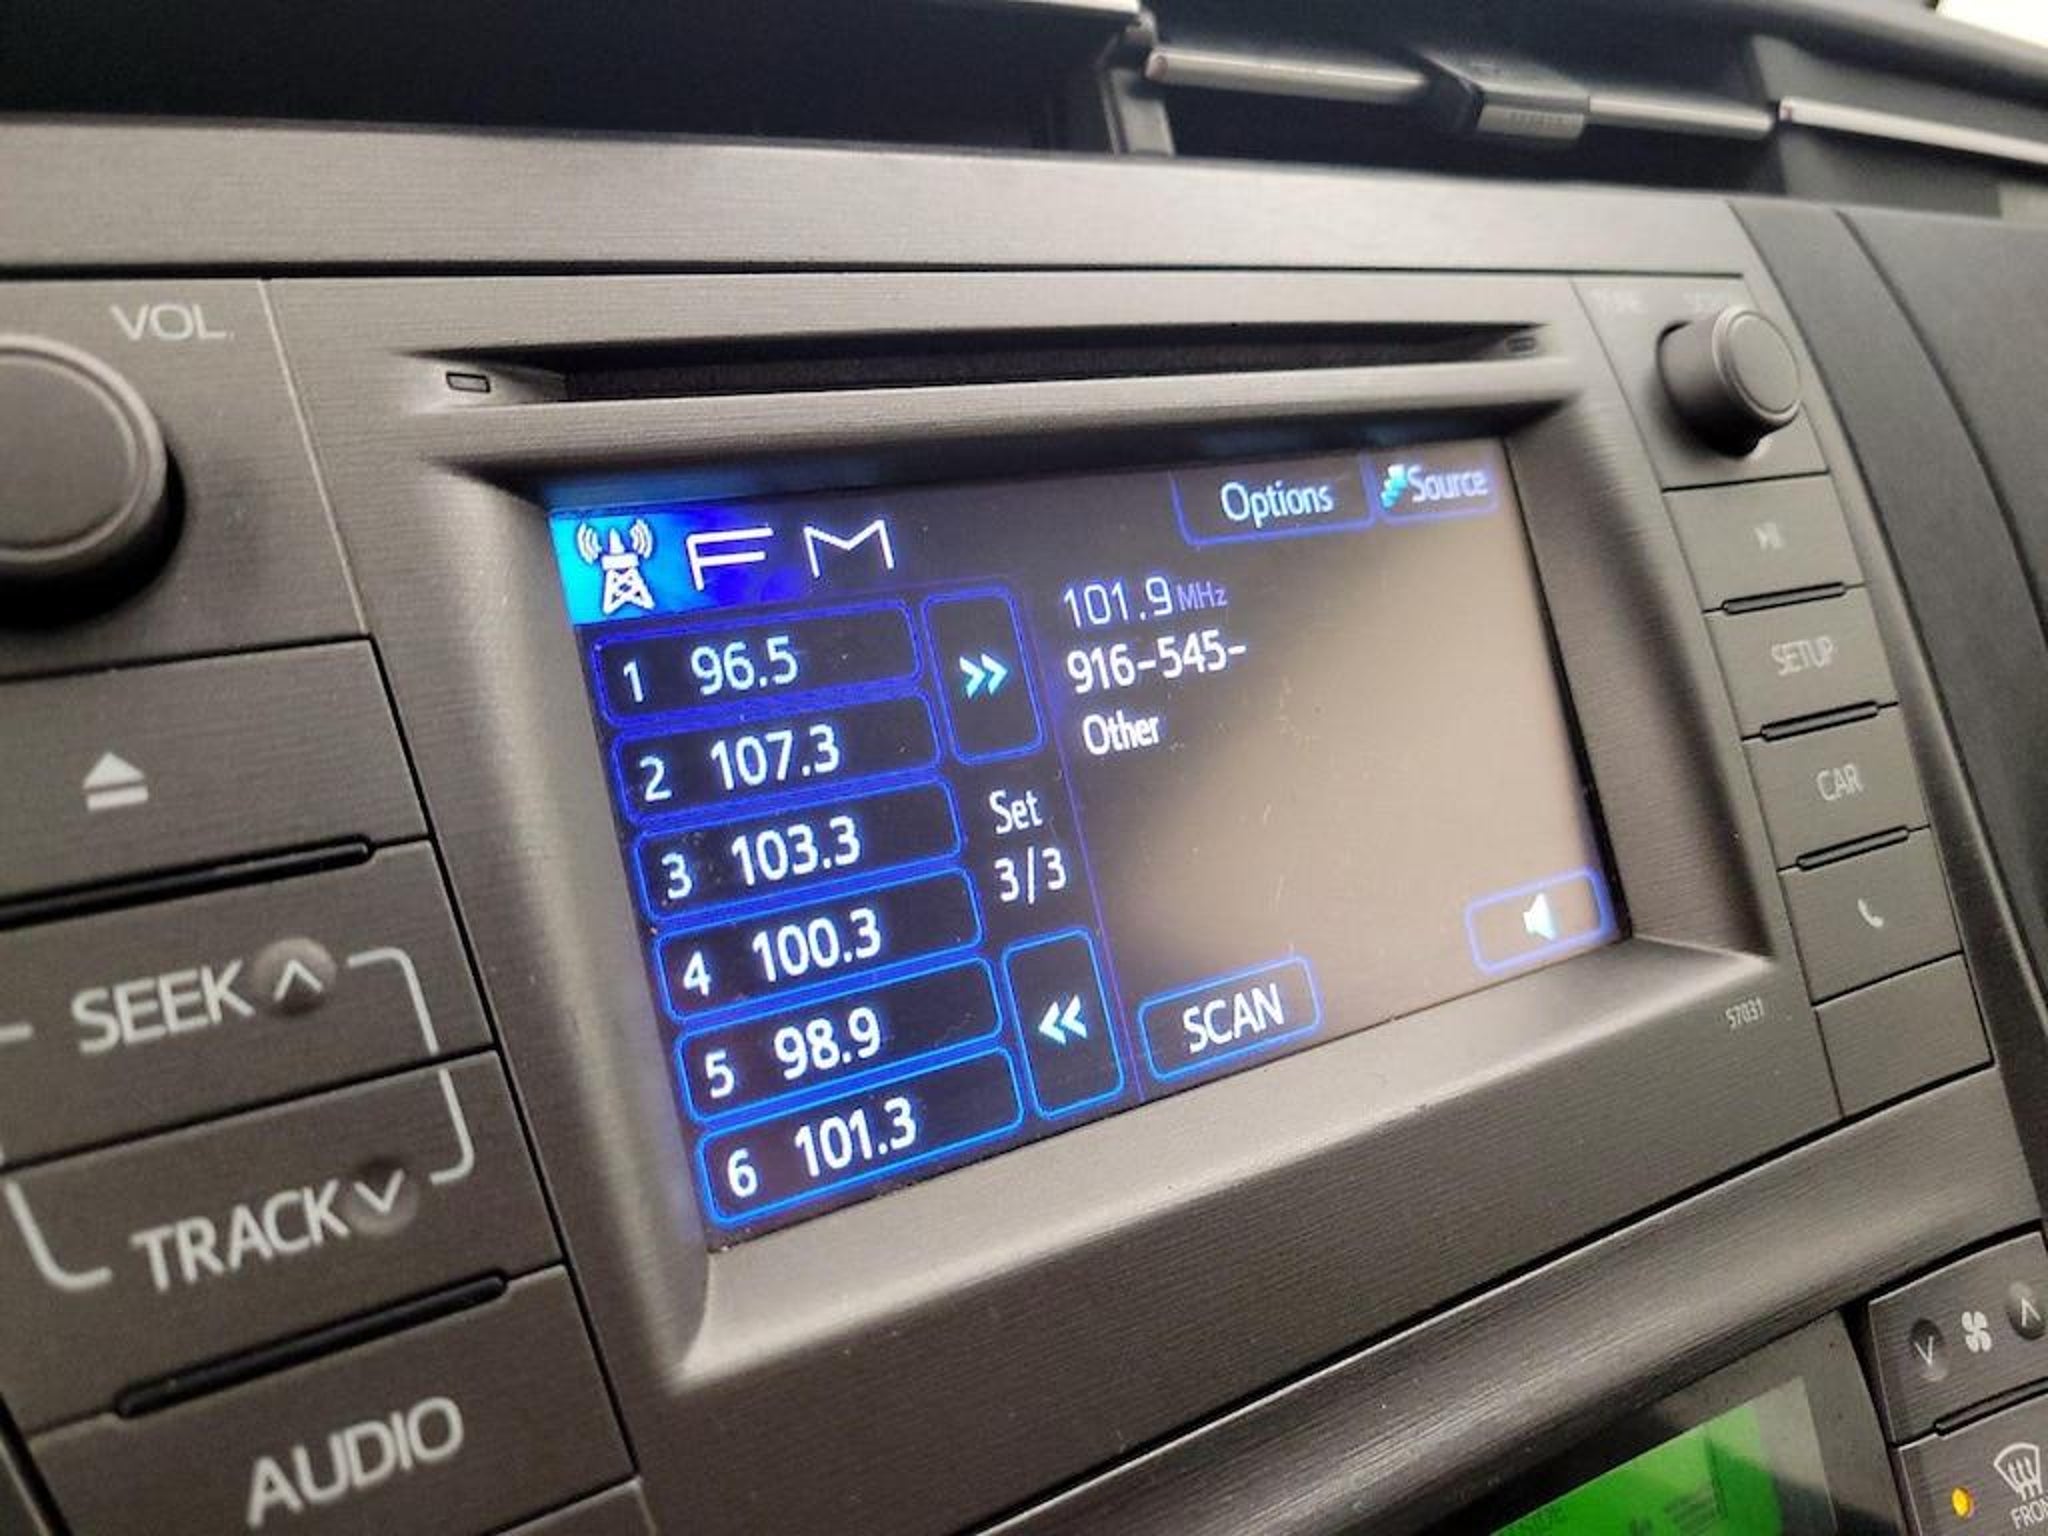 VOL
FM
Options
Source
101.9 MHz
916-545-
Other
1 96.5
2 107.3
3 103.3
4 100.3
5 98.9
6 101.3
Set
3/3
SCAN
SEEK
TRACK
AUDIO
SETUP
CAR
57031